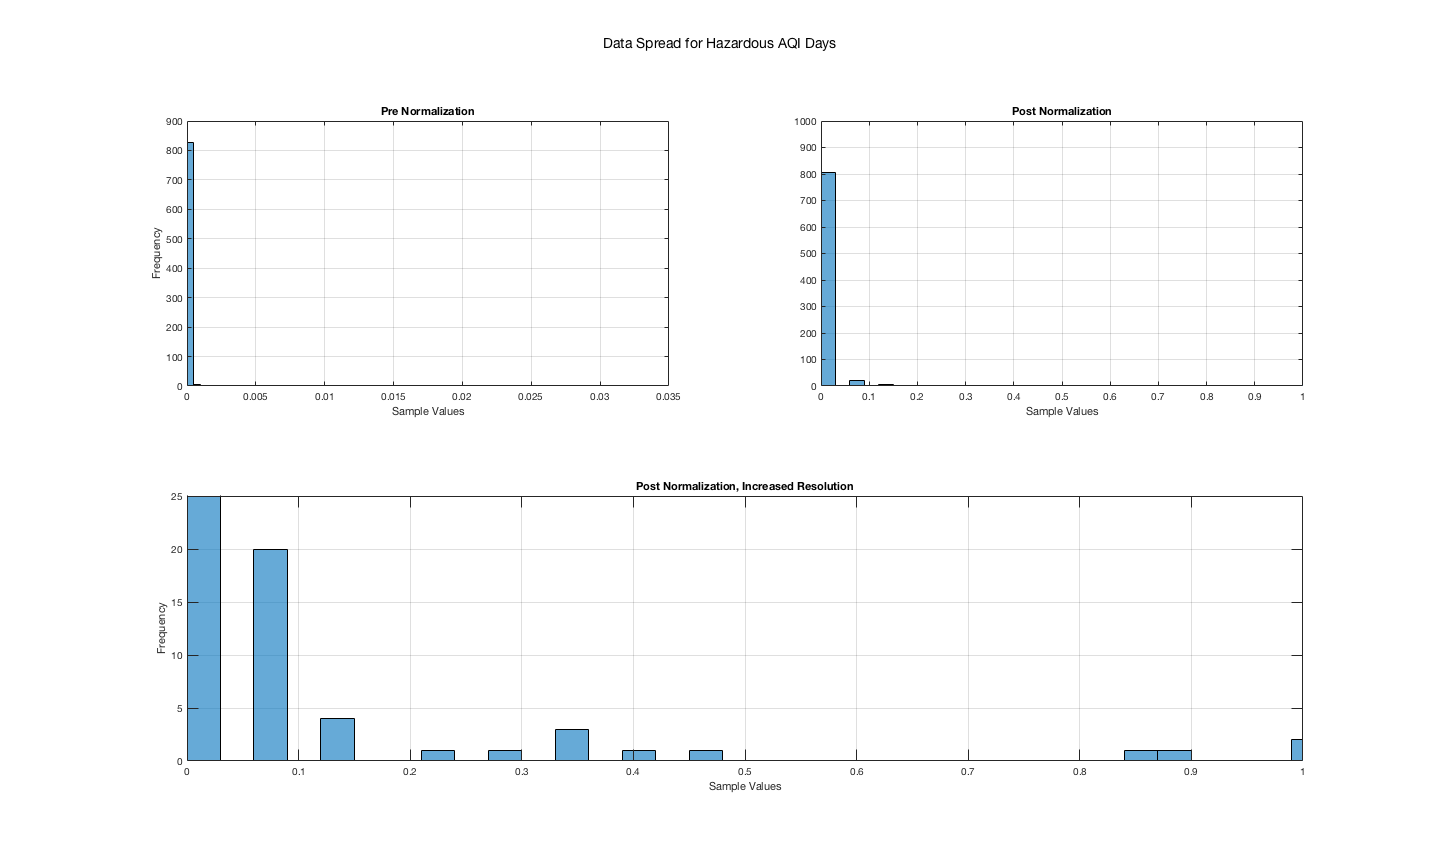 Data Spread for Hazardous AQI Days
Pre Normalization
900
800
700
600
500
400
300
200
100
0
Frequency
0 0.005 0.01 0.015 0.02 0.025 0.03 0.035
Sample Values
Post Normalization
1000
900
800
700
600
500
400
300
200
100
0
0 0.1 0.2 0.3 0.4 0.5 0.6 0.7 0.8 0.9 1
Sample Values
Post Normalization, Increased Resolution
25
20
15
10
5
0
Frequency
0 0.1 0.2 0.3 0.4 0.5 0.6 0.7 0.8 0.9 1
Sample Values